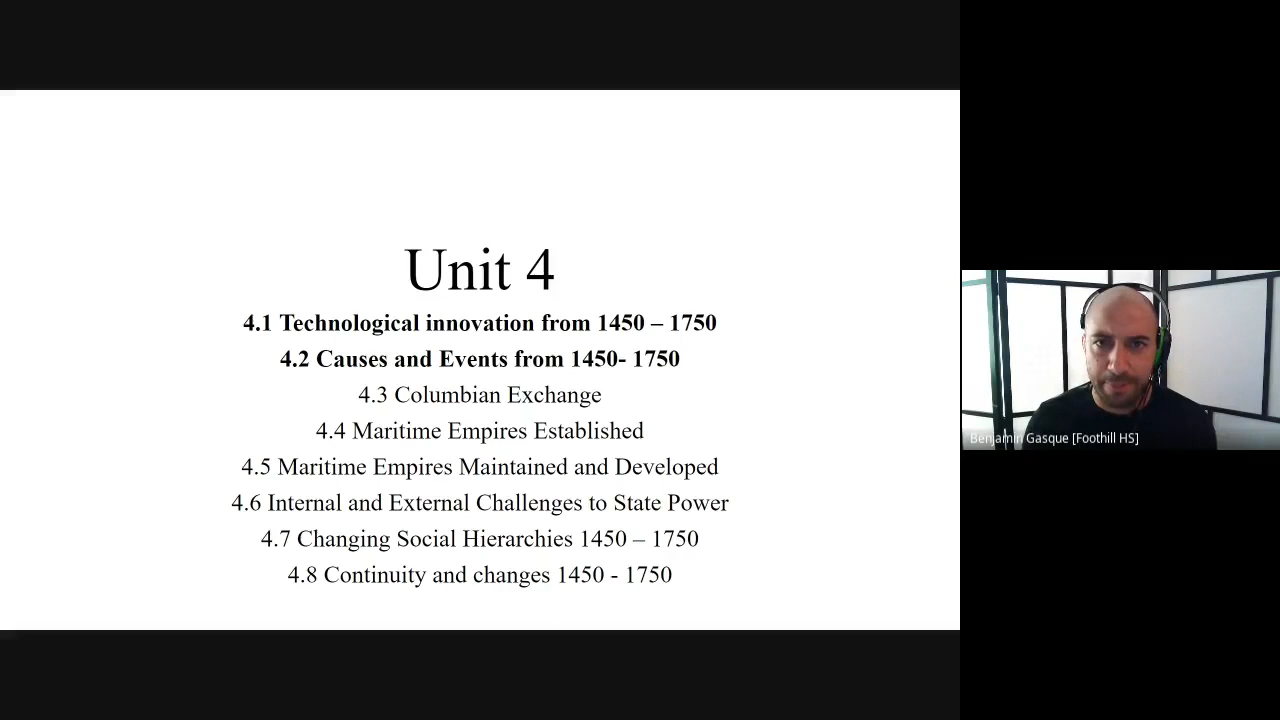 Unit 4
4.1 Technological innovation from 1450 – 1750
4.2 Causes and Events from 1450- 1750
4.3 Columbian Exchange
4.4 Maritime Empires Established
4.5 Maritime Empires Maintained and Developed
4.6 Internal and External Challenges to State Power
4.7 Changing Social Hierarchies 1450 – 1750
4.8 Continuity and changes 1450 - 1750
Benjamin Gasque [Foothill HS]